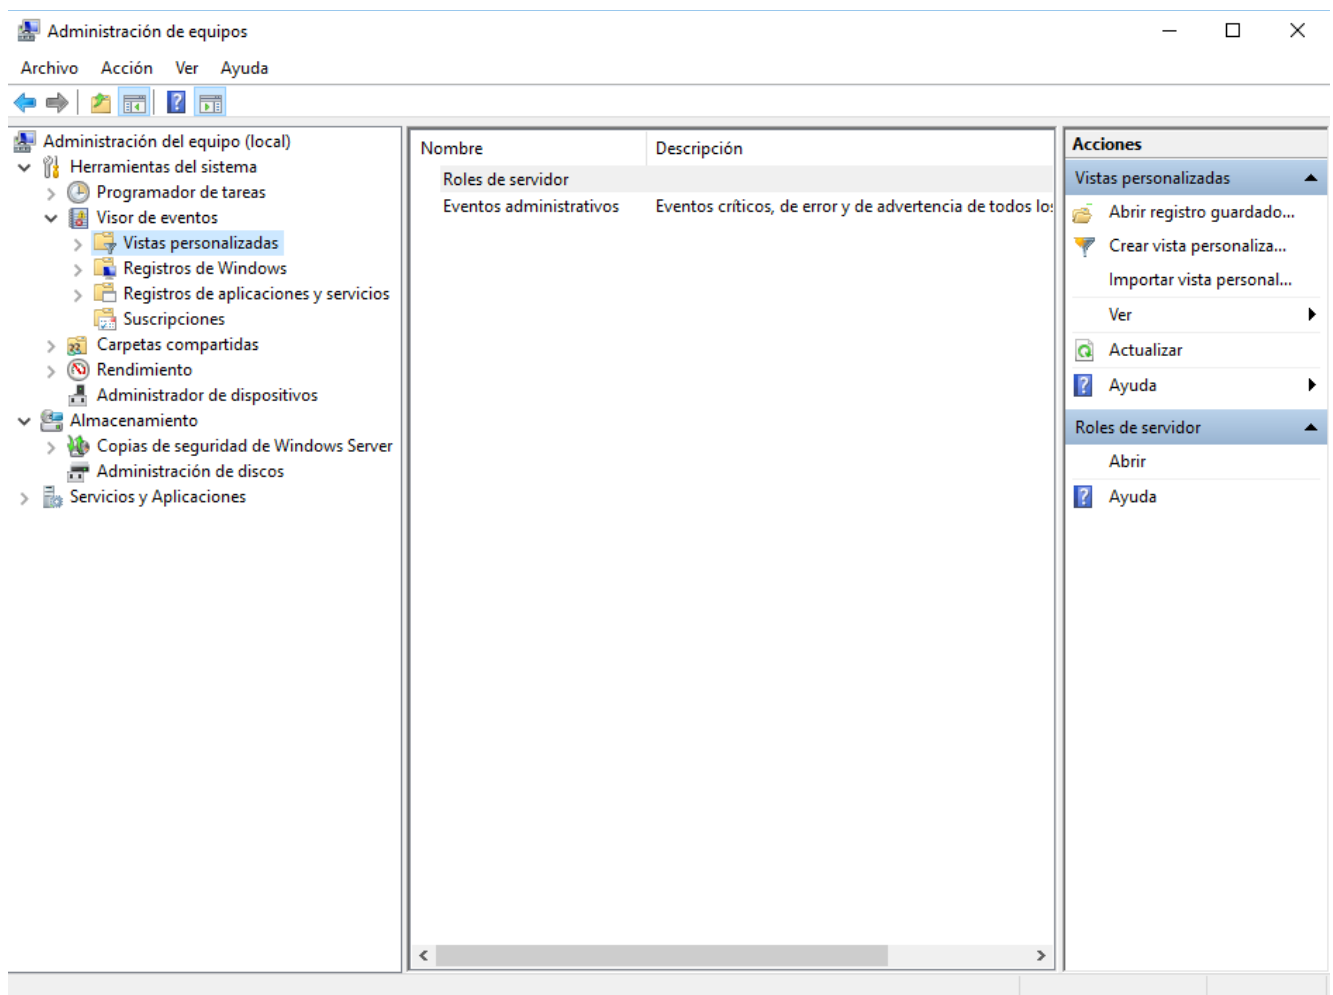 Administración de equipos
Archivo Acción Ver Ayuda
Administración del equipo (local)
Herramientas del sistema
Programador de tareas
Visor de eventos
Vistas personalizadas
Registros de Windows
Registros de aplicaciones y servicios
Suscripciones
Carpetas compartidas
Rendimiento
Administrador de dispositivos
Almacenamiento
Copias de seguridad de Windows Server
Administración de discos
Servicios y Aplicaciones
Nombre Descripción
Roles de servidor
Eventos administrativos Eventos críticos, de error y de advertencia de todos los
Acciones
Vistas personalizadas
Abrir registro guardado...
Crear vista personaliza...
Importar vista personal...
Ver
Actualizar
Ayuda
Roles de servidor
Abrir
Ayuda